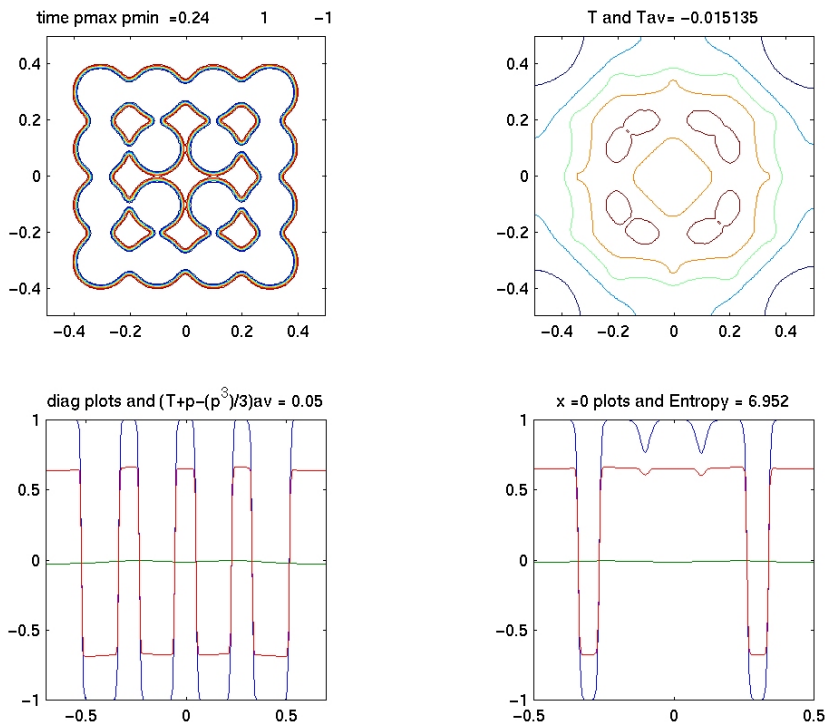 time pmax pmin =0.24 1 −1
T and Tav= −0.015135
0.4
0.2
0
−0.2
−0.4
−0.4 −0.2 0 0.2 0.4
0.4
0.2
0
−0.2
−0.4
−0.4 −0.2 0 0.2 0.4
diag plots and (T+p−(p³)/3)av = 0.05
x =0 plots and Entropy = 6.952
1
0.5
0
−0.5
−1
−0.5 0 0.5
1
0.5
0
−0.5
−1
−0.5 0 0.5